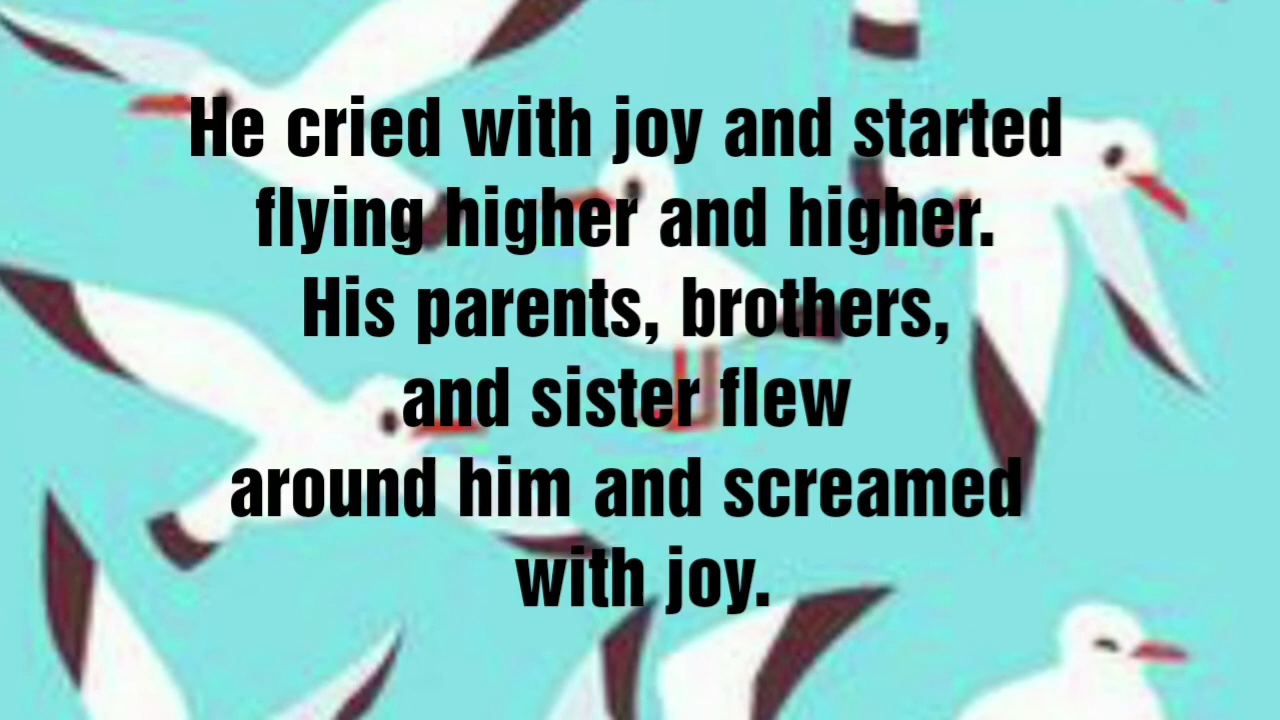 He cried with joy and started
flying higher and higher.
His parents, brothers,
and sister flew
around him and screamed
with joy.